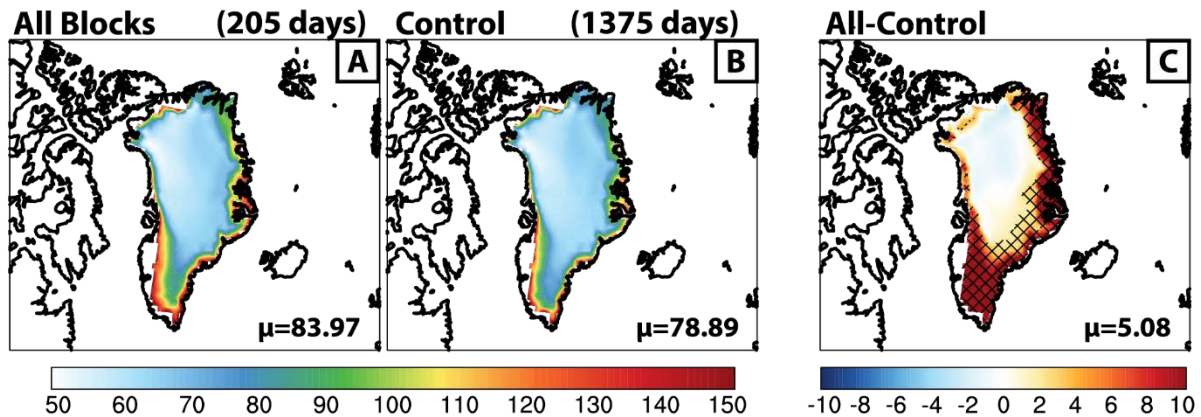 All Blocks (205 days) Control (1375 days) All-Control
A B C
μ=83.97 μ=78.89 μ=5.08
50 60 70 80 90 100 110 120 130 140 150 -10 -8 -6 -4 -2 0 2 4 6 8 10